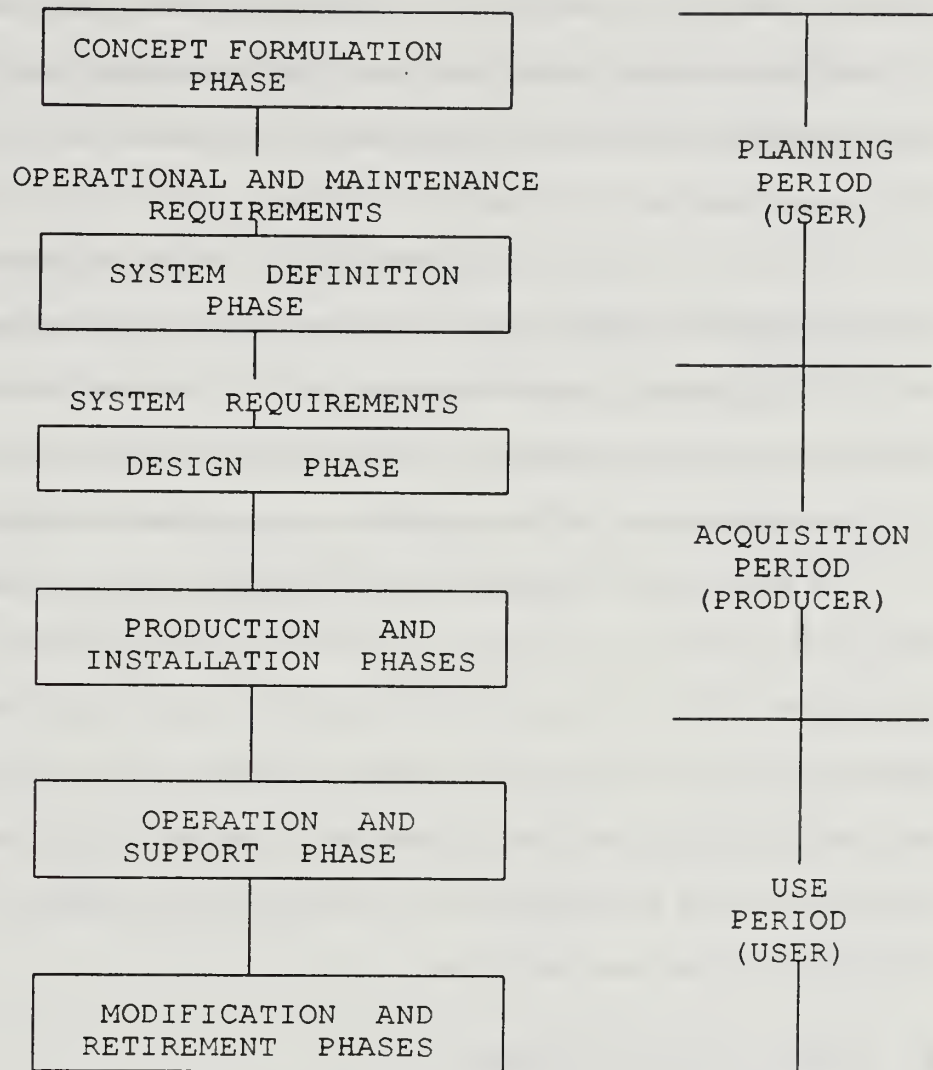 CONCEPT FORMULATION
PHASE
OPERATIONAL AND MAINTENANCE
REQUIREMENTS
SYSTEM DEFINITION
PHASE
SYSTEM REQUIREMENTS
DESIGN PHASE
PRODUCTION AND
INSTALLATION PHASES
OPERATION AND
SUPPORT PHASE
MODIFICATION AND
RETIREMENT PHASES
PLANNING
PERIOD
(USER)
ACQUISITION
PERIOD
(PRODUCER)
USE
PERIOD
(USER)